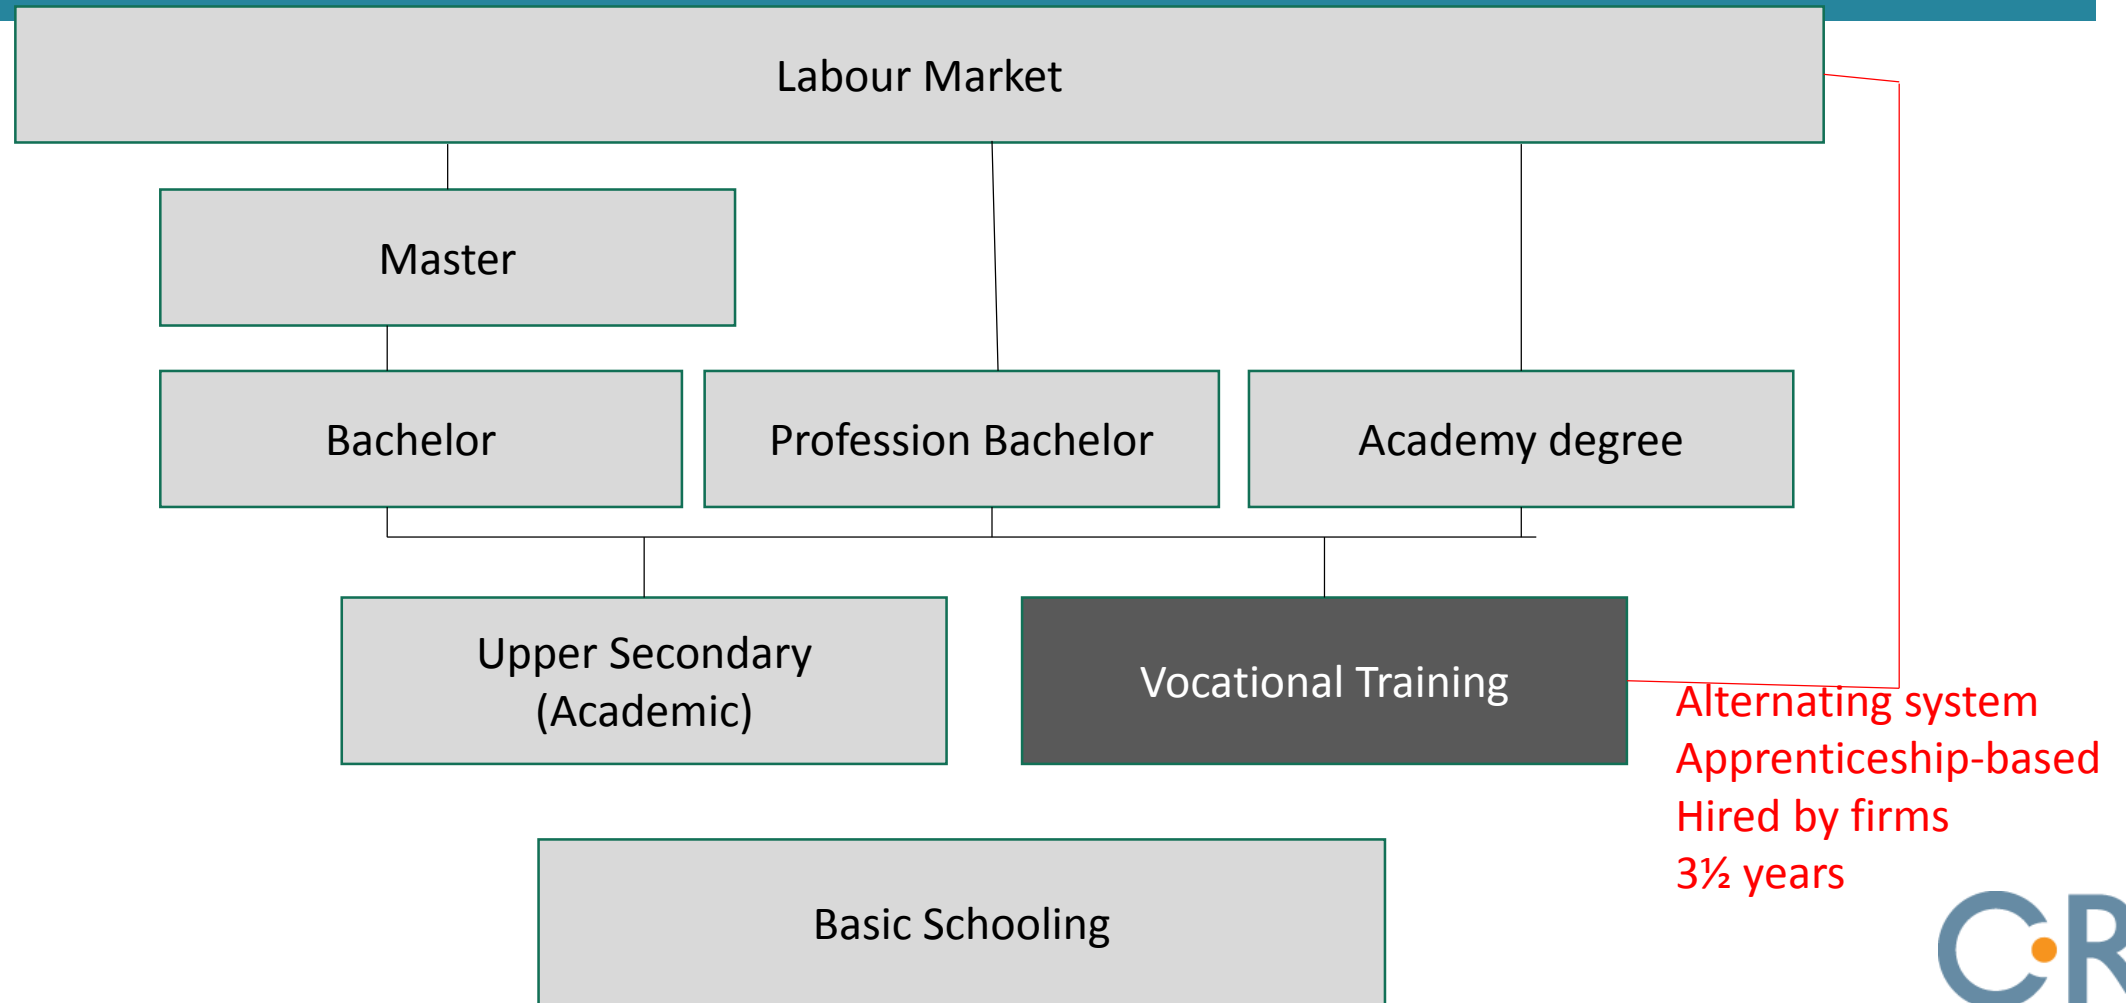 Labour Market
Master
Bachelor
Profession Bachelor
Academy degree
Upper Secondary
(Academic)
Vocational Training
Alternating system
Apprenticeship-based
Hired by firms
3½ years
Basic Schooling
C·R